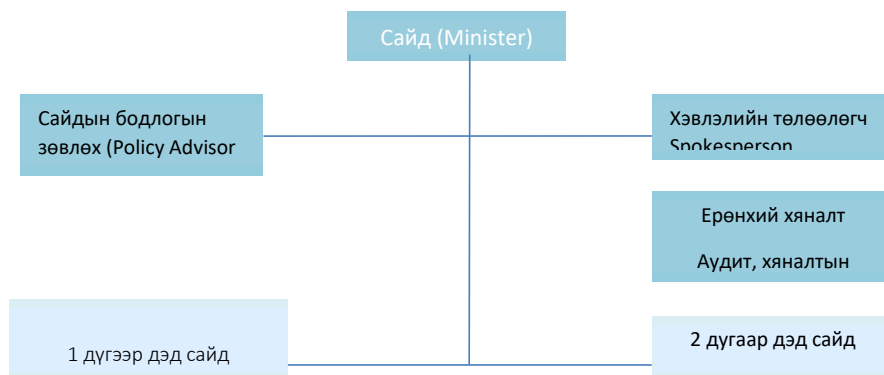 Сайд (Minister)
Сайдын бодлогын
зөвлөх (Policy Advisor
Хэвлэлийн төлөөлөгч
Spokesperson
Ерөнхий хяналт
Аудит, хяналтын
1 дүгээр дэд сайд
2 дугаар дэд сайд